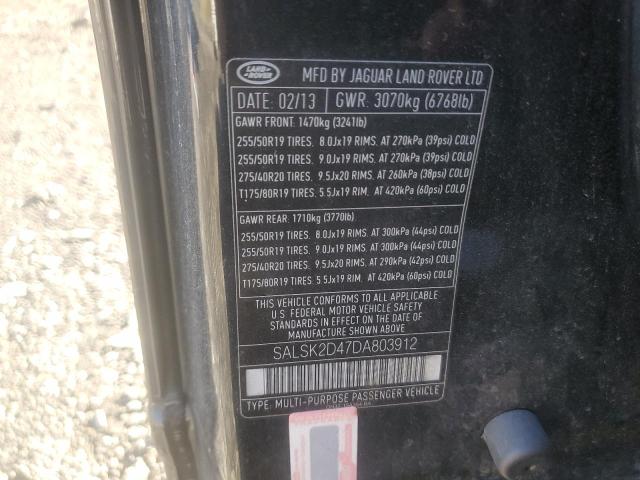 LAND ROVER
MFD BY JAGUAR LAND ROVER LTD
DATE: 02/13 GWR: 3070kg (6768lb)
GAWR FRONT: 1470kg (3241lb)
255/50R19 TIRES. 8.0Jx19 RIMS. AT 270kPa (39psi) COLD
255/50R19 TIRES. 9.0Jx19 RIMS. AT 270kPa (39psi) COLD
275/40R20 TIRES. 9.5Jx20 RIMS. AT 260kPa (38psi) COLD
T175/80R19 TIRES. 5.5Jx19 RIM. AT 420kPa (60psi) COLD
GAWR REAR: 1710kg (3770lb)
255/50R19 TIRES. 8.0Jx19 RIMS. AT 300kPa (44psi) COLD
255/50R19 TIRES. 9.0Jx19 RIMS. AT 300kPa (44psi) COLD
275/40R20 TIRES. 9.5Jx20 RIMS. AT 290kPa (42psi) COLD
T175/80R19 TIRES. 5.5Jx19 RIM. AT 420kPa (60psi) COLD
THIS VEHICLE CONFORMS TO ALL APPLICABLE
U.S. FEDERAL MOTOR VEHICLE SAFETY
STANDARDS IN EFFECT ON THE DATE OF
MANUFACTURE SHOWN ABOVE
SALSK2D47DA803912
TYPE: MULTI-PURPOSE PASSENGER VEHICLE